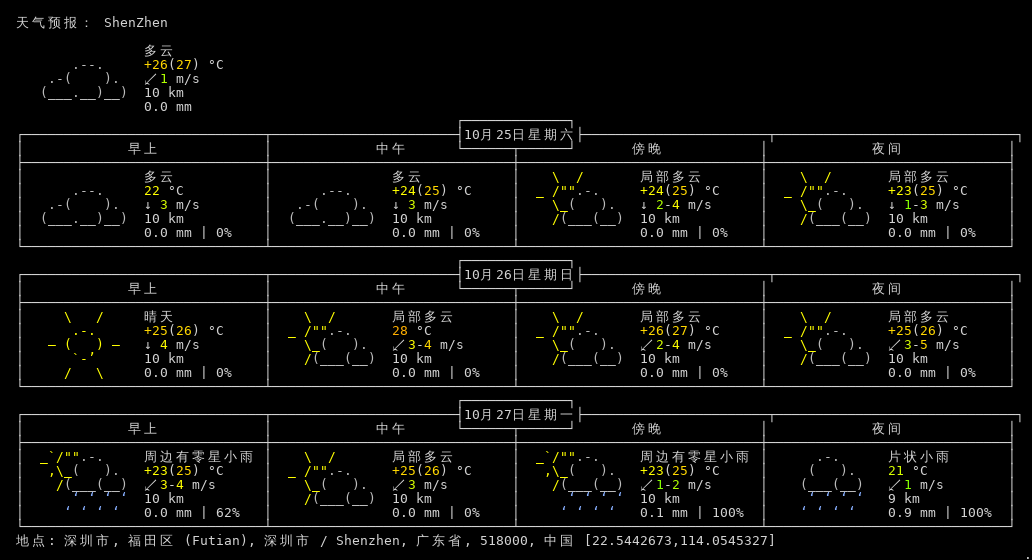 天气预报： ShenZhen
多云
+26(27) °C
↙ 1 m/s
10 km
0.0 mm
10月25日星期六
早上 中午 傍晚 夜间
多云 多云 局部多云 局部多云
22 °C +24(25) °C +24(25) °C +23(25) °C
↓ 3 m/s ↓ 3 m/s ↓ 2-4 m/s ↓ 1-3 m/s
10 km 10 km 10 km 10 km
0.0 mm | 0% 0.0 mm | 0% 0.0 mm | 0% 0.0 mm | 0%
10月26日星期日
早上 中午 傍晚 夜间
晴天 局部多云 局部多云 局部多云
+25(26) °C 28 °C +26(27) °C +25(26) °C
↓ 4 m/s ↙ 3-4 m/s ↙ 2-4 m/s ↙ 3-5 m/s
10 km 10 km 10 km 10 km
0.0 mm | 0% 0.0 mm | 0% 0.0 mm | 0% 0.0 mm | 0%
10月27日星期一
早上 中午 傍晚 夜间
周边有零星小雨 局部多云 周边有零星小雨 片状小雨
+23(25) °C +25(26) °C +23(25) °C 21 °C
↙ 3-4 m/s ↙ 3 m/s ↙ 1-2 m/s ↙ 1 m/s
10 km 10 km 10 km 9 km
0.0 mm | 62% 0.0 mm | 0% 0.1 mm | 100% 0.9 mm | 100%
地点: 深圳市, 福田区 (Futian), 深圳市 / Shenzhen, 广东省, 518000, 中国 [22.5442673,114.0545327]